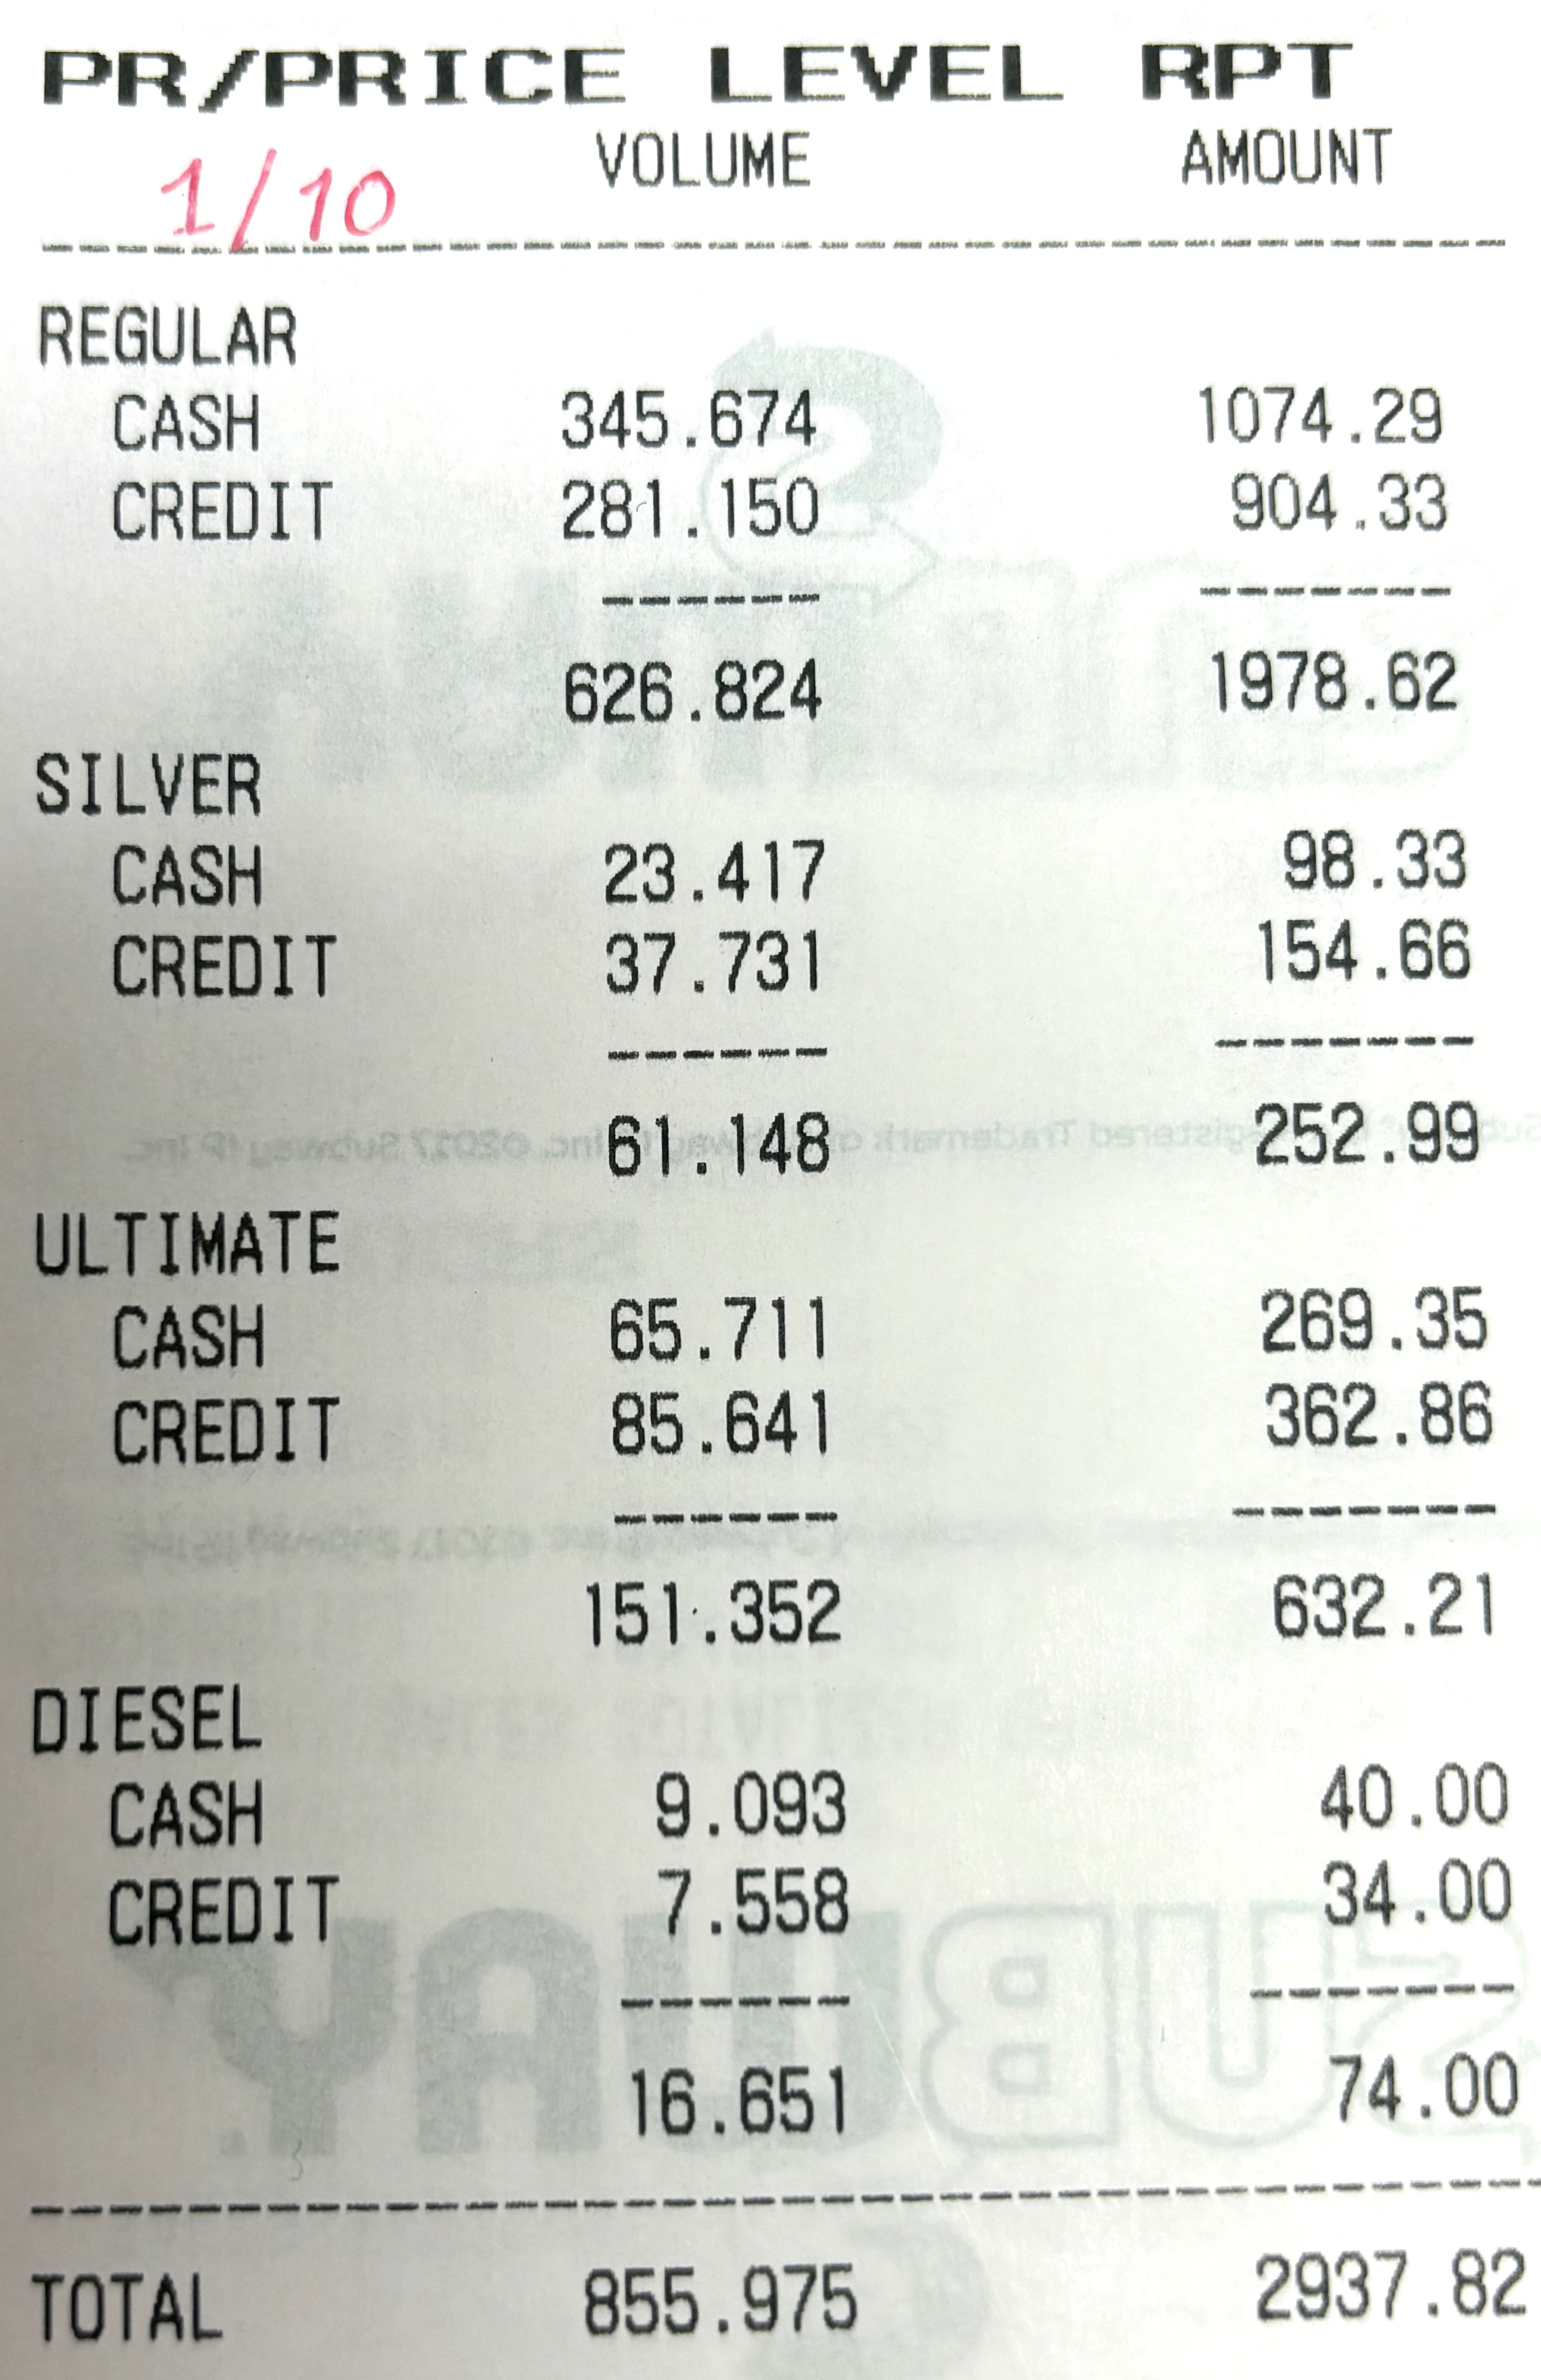 PR/PRICE LEVEL RPT
VOLUME AMOUNT
1/10
REGULAR
CASH 345.674 1074.29
CREDIT 281.150 904.33
626.824 1978.62
SILVER
CASH 23.417 98.33
CREDIT 37.731 154.66
61.148 252.99
ULTIMATE
CASH 65.711 269.35
CREDIT 85.641 362.86
151.352 632.21
DIESEL
CASH 9.093 40.00
CREDIT 7.558 34.00
16.651 74.00
TOTAL 855.975 2937.82